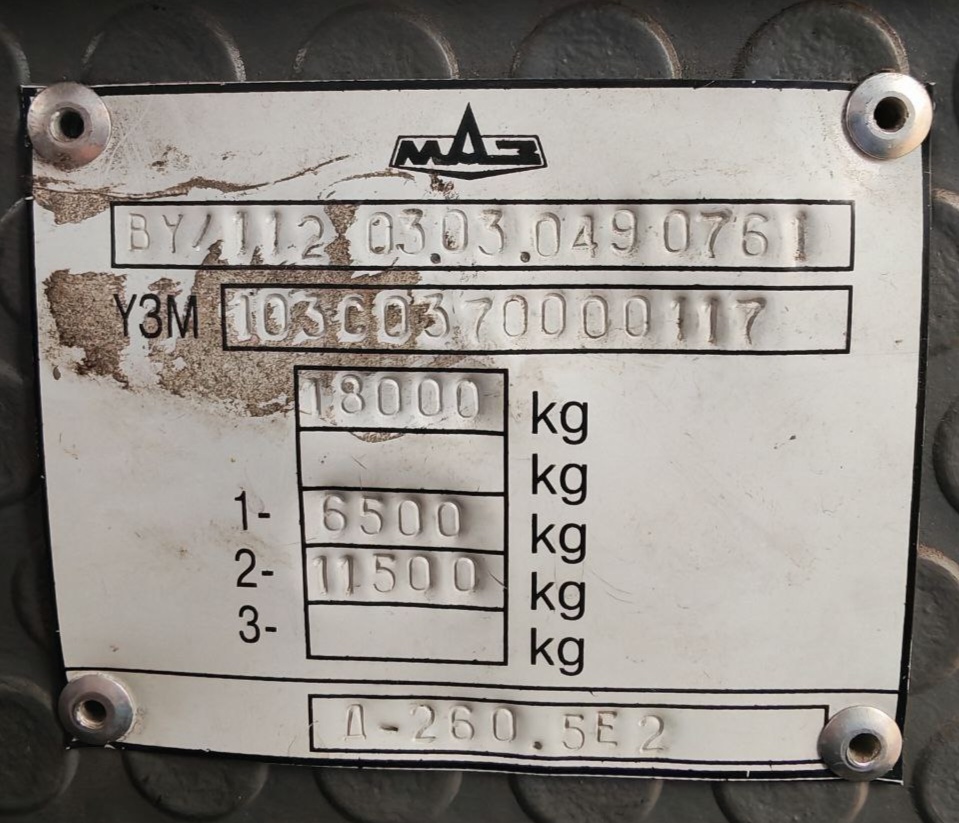 МАЗ
BY/112 03.03.049 0761
Y3M 103C0370000117
18000 kg
kg
1- 6500 kg
2- 11500 kg
3- kg
Д-260.5E2